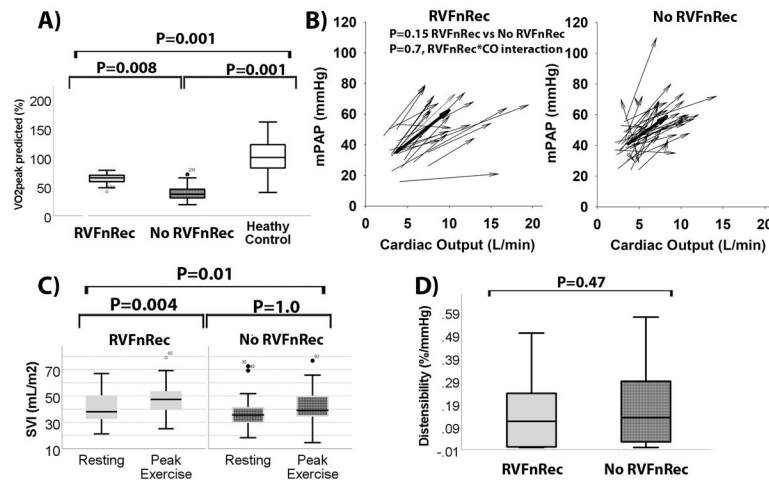 A)
P=0.001
P=0.008
P=0.001
VO2peak predicted (%)
200
150
100
50
0
RVFnRec
No RVFnRec
Heathy
Control
B)
RVFnRec
P=0.15 RVFnRec vs No RVFnRec
P=0.7, RVFnRec*CO interaction
mPAP (mmHg)
120
100
80
60
40
20
0
0
5
10
15
20
Cardiac Output (L/min)
No RVFnRec
mPAP (mmHg)
120
100
80
60
40
20
0
0
5
10
15
20
Cardiac Output (L/min)
C)
P=0.01
P=0.004
P=1.0
RVFnRec
No RVFnRec
SVI (mL/m2)
70
50
30
10
Resting
Peak
Exercise
Resting
Peak
Exercise
D)
P=0.47
Distensibility (%/mmHg)
.59
.49
.39
.29
.19
.09
-.01
RVFnRec
No RVFnRec